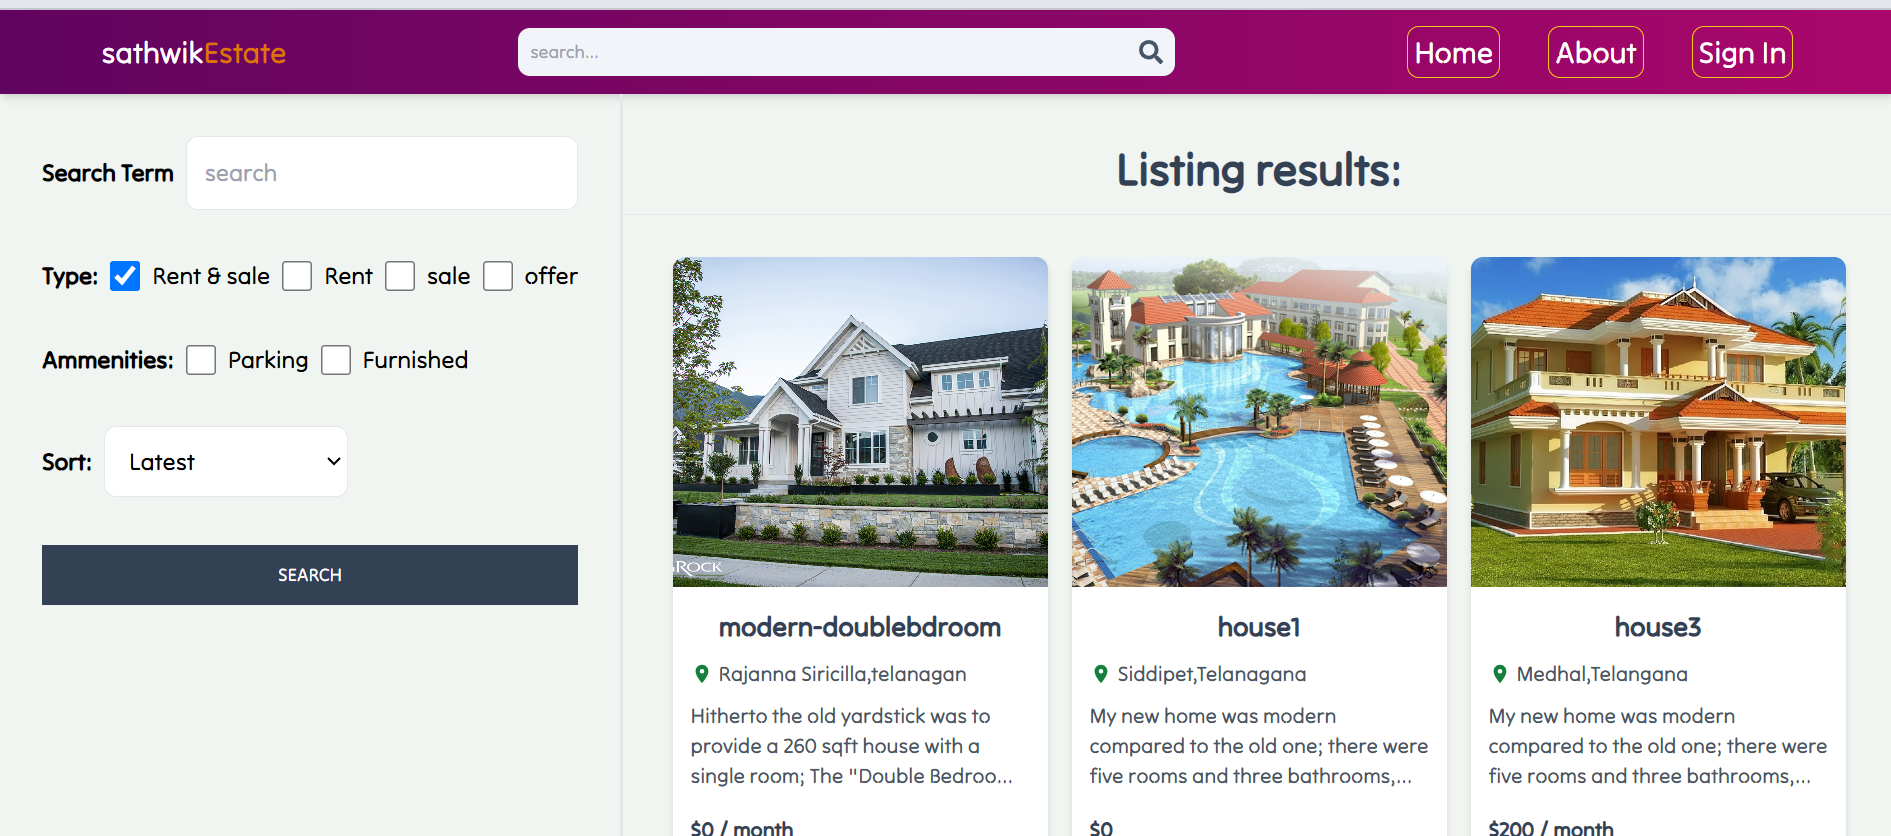 sathwikEstate
search...
Home
About
Sign In
Search Term
search
Type: Rent & sale Rent sale offer
Ammenities: Parking Furnished
Sort: Latest
SEARCH
Listing results:
ROCK
modern-doublebdroom
Rajanna Siricilla,telanagan
Hitherto the old yardstick was to
provide a 260 sqft house with a
single room; The "Double Bedroo...
$0 / month
house1
Siddipet,Telanagana
My new home was modern
compared to the old one; there were
five rooms and three bathrooms,...
$0
house3
Medhal,Telangana
My new home was modern
compared to the old one; there were
five rooms and three bathrooms,...
$200 / month